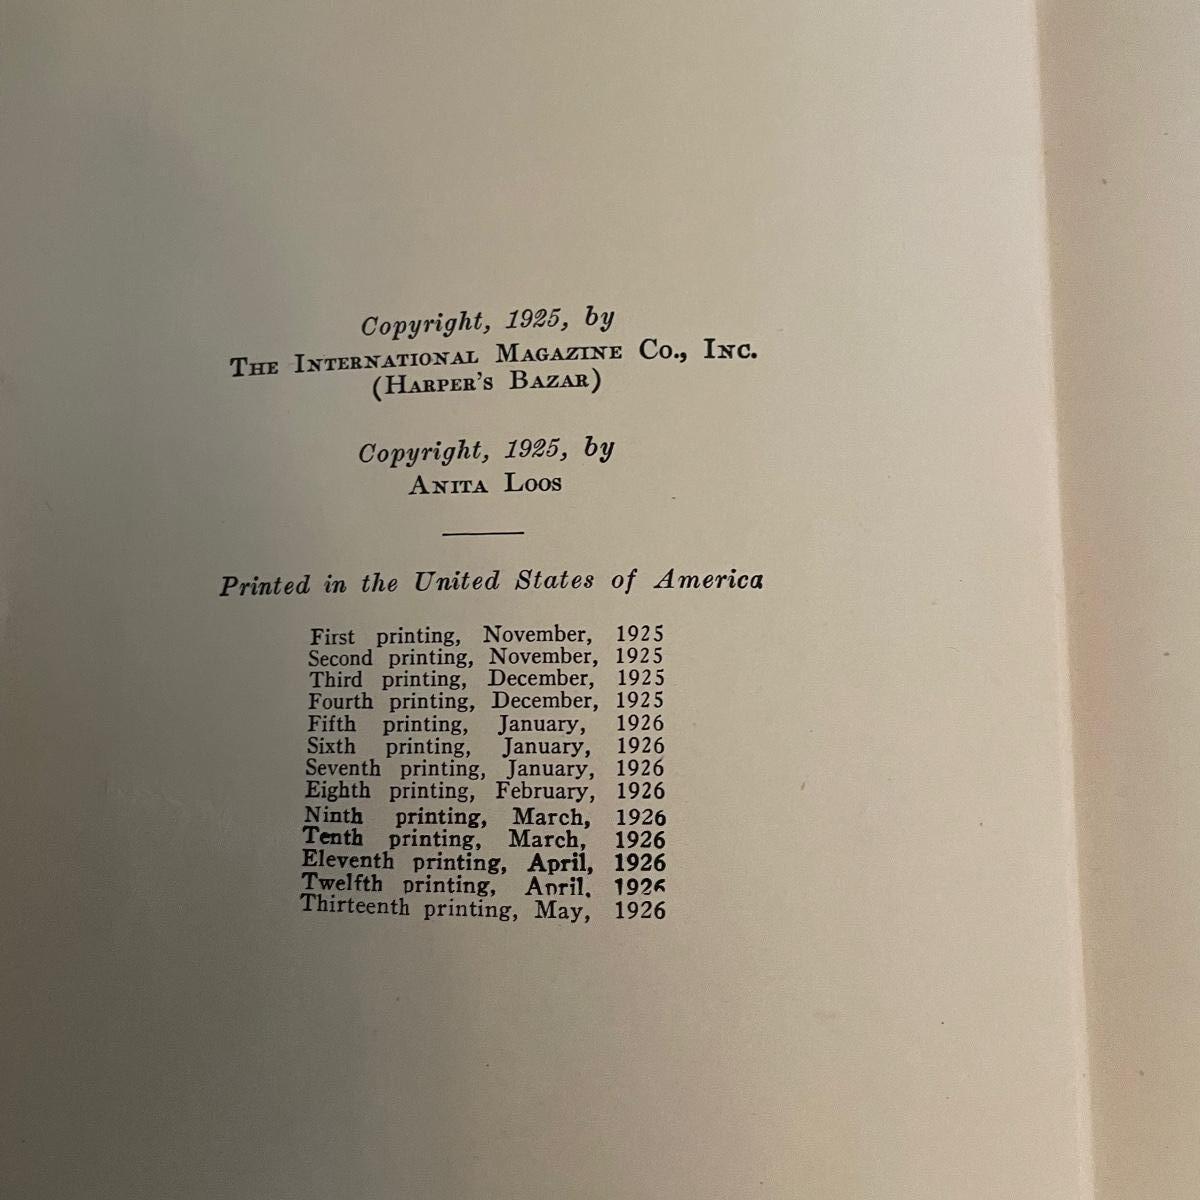 Copyright, 1925, by
The International Magazine Co., Inc.
(Harper's Bazar)
Copyright, 1925, by
Anita Loos
Printed in the United States of America
First printing, November, 1925
Second printing, November, 1925
Third printing, December, 1925
Fourth printing, December, 1925
Fifth printing, January, 1926
Sixth printing, January, 1926
Seventh printing, January, 1926
Eighth printing, February, 1926
Ninth printing, March, 1926
Tenth printing, March, 1926
Eleventh printing, April, 1926
Twelfth printing, April. 1926
Thirteenth printing, May, 1926